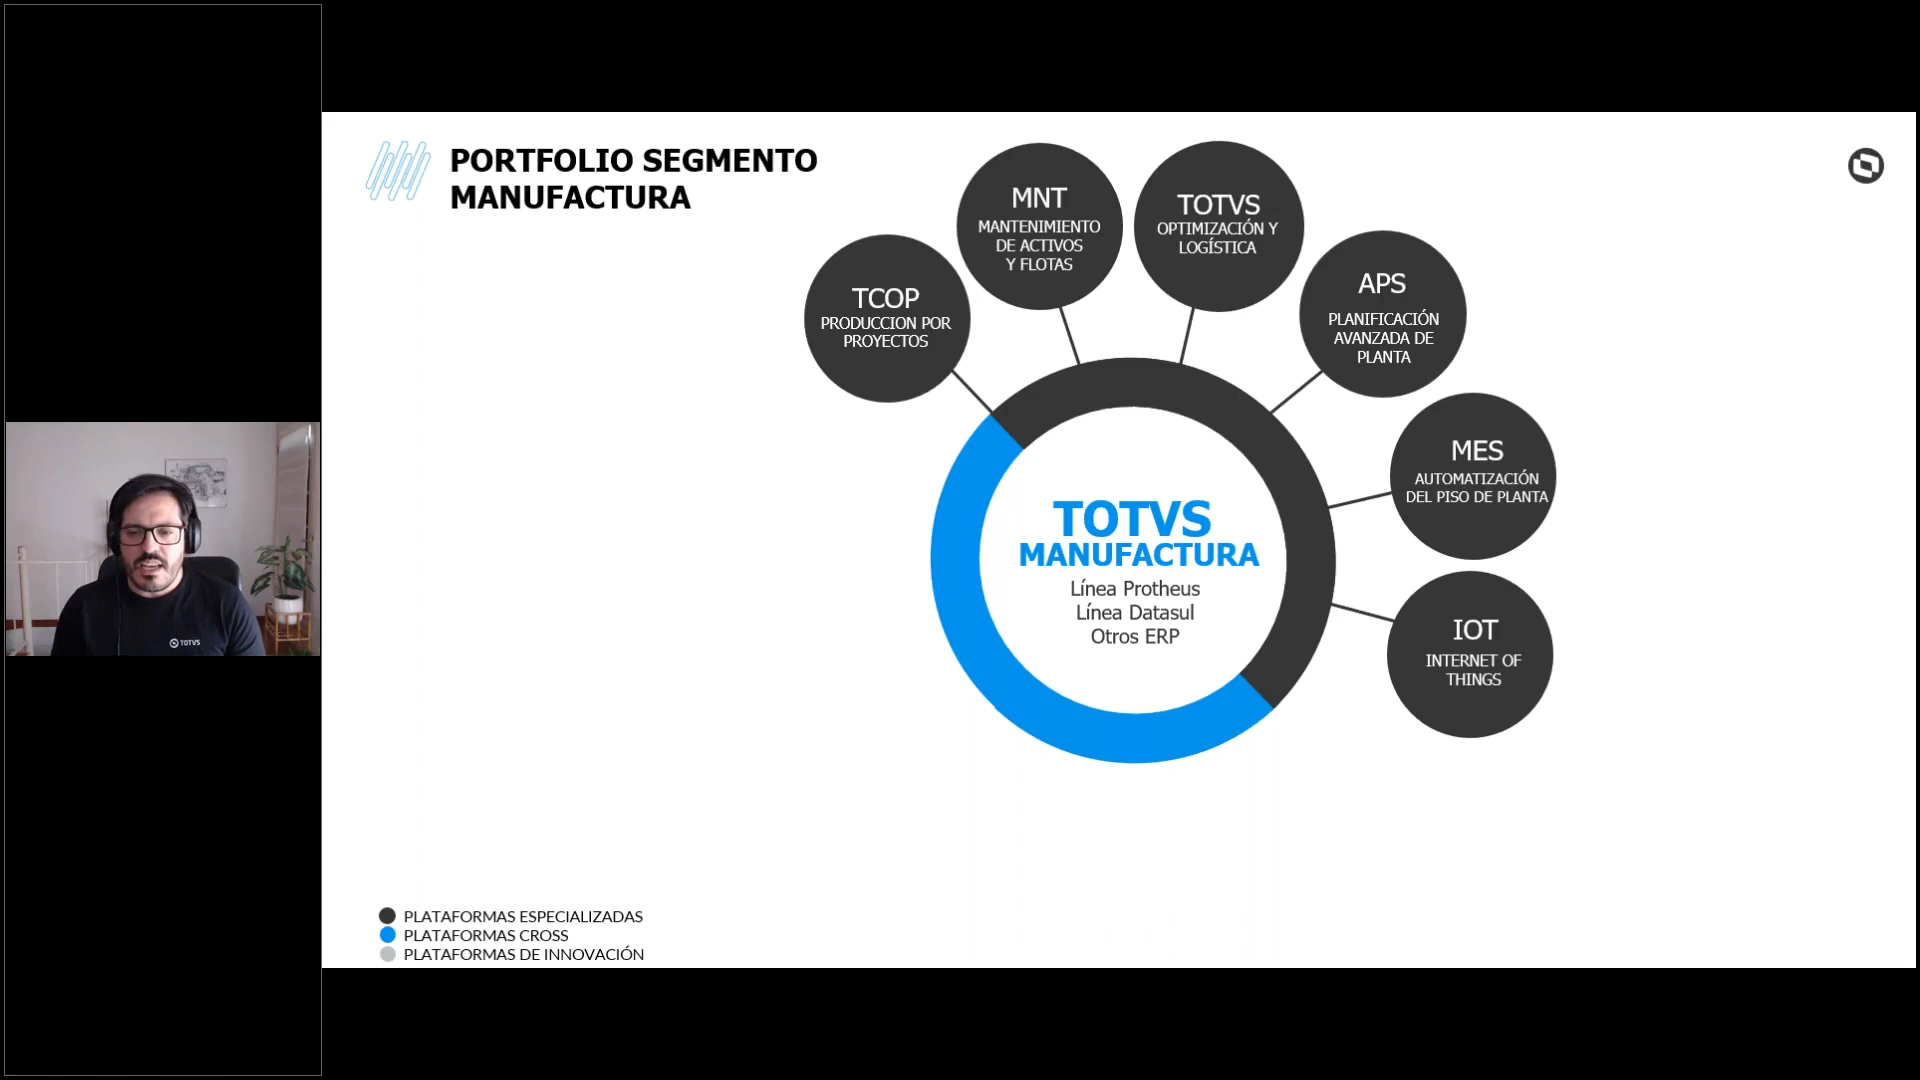 PORTFOLIO SEGMENTO
MANUFACTURA
MNT
MANTENIMIENTO
DE ACTIVOS
Y FLOTAS
TOTVS
OPTIMIZACIÓN Y
LOGÍSTICA
TCOP
PRODUCCION POR
PROYECTOS
APS
PLANIFICACIÓN
AVANZADA DE
PLANTA
MES
AUTOMATIZACIÓN
DEL PISO DE PLANTA
TOTVS
MANUFACTURA
Línea Protheus
Línea Datasul
Otros ERP
IOT
INTERNET OF
THINGS
TOTVS
PLATAFORMAS ESPECIALIZADAS
PLATAFORMAS CROSS
PLATAFORMAS DE INNOVACIÓN